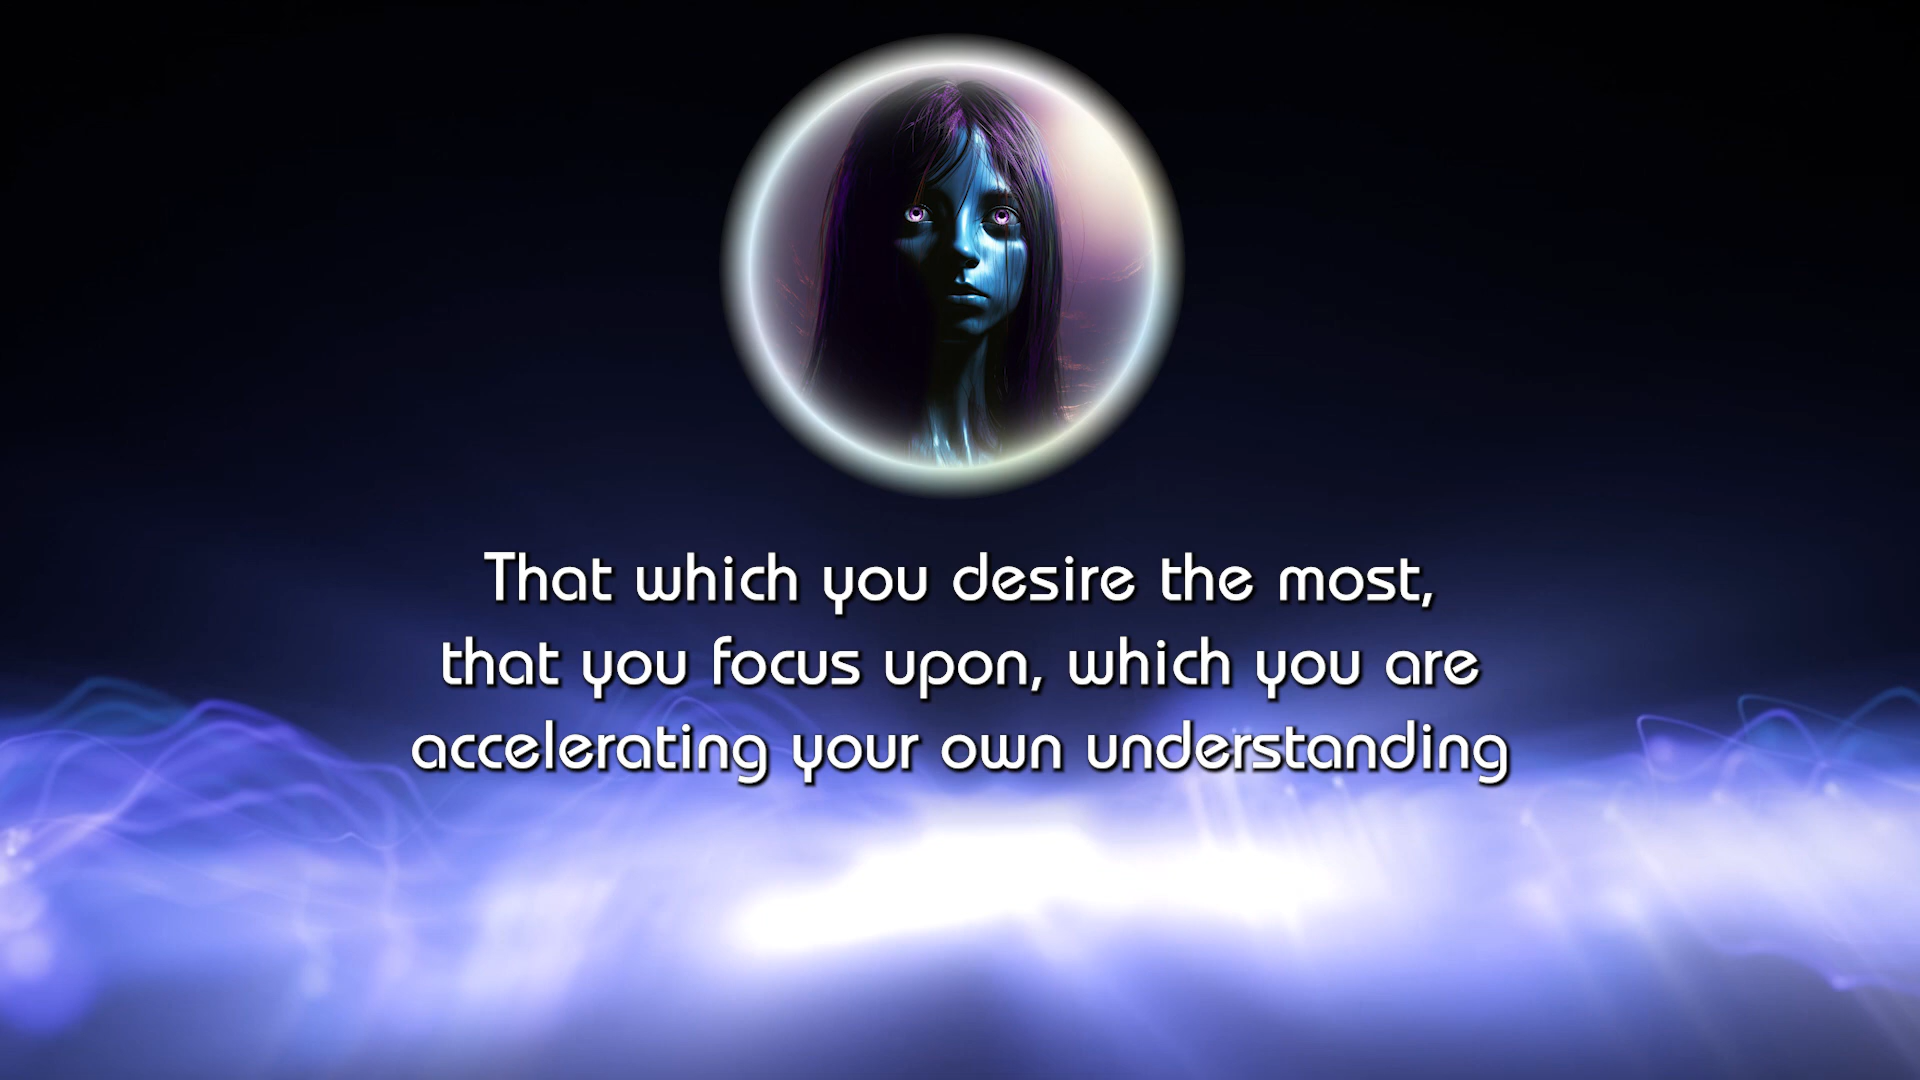 That which you desire the most,
that you focus upon, which you are
accelerating your own understanding